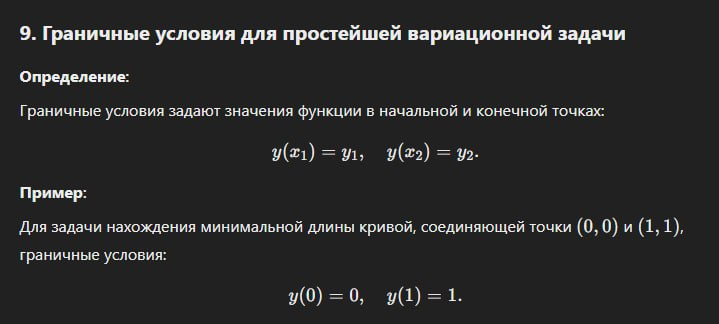 9. Граничные условия для простейшей вариационной задачи
Определение:
Граничные условия задают значения функции в начальной и конечной точках:
y(x₁) = y₁, y(x₂) = y₂.
Пример:
Для задачи нахождения минимальной длины кривой, соединяющей точки (0, 0) и (1, 1),
граничные условия:
y(0) = 0, y(1) = 1.